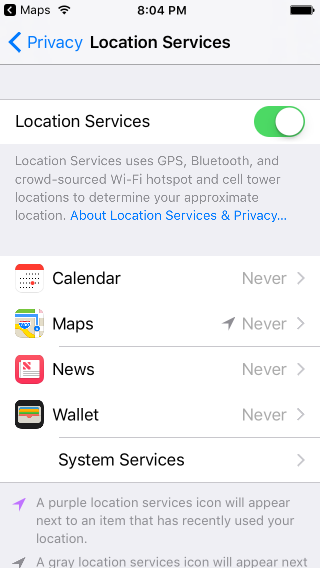 Maps 8:04 PM
Privacy Location Services
Location Services
Location Services uses GPS, Bluetooth, and
crowd-sourced Wi-Fi hotspot and cell tower
locations to determine your approximate
location. About Location Services & Privacy...
Calendar Never
Maps Never
News Never
Wallet Never
System Services
A purple location services icon will appear
next to an item that has recently used your
location.
A gray location services icon will appear next